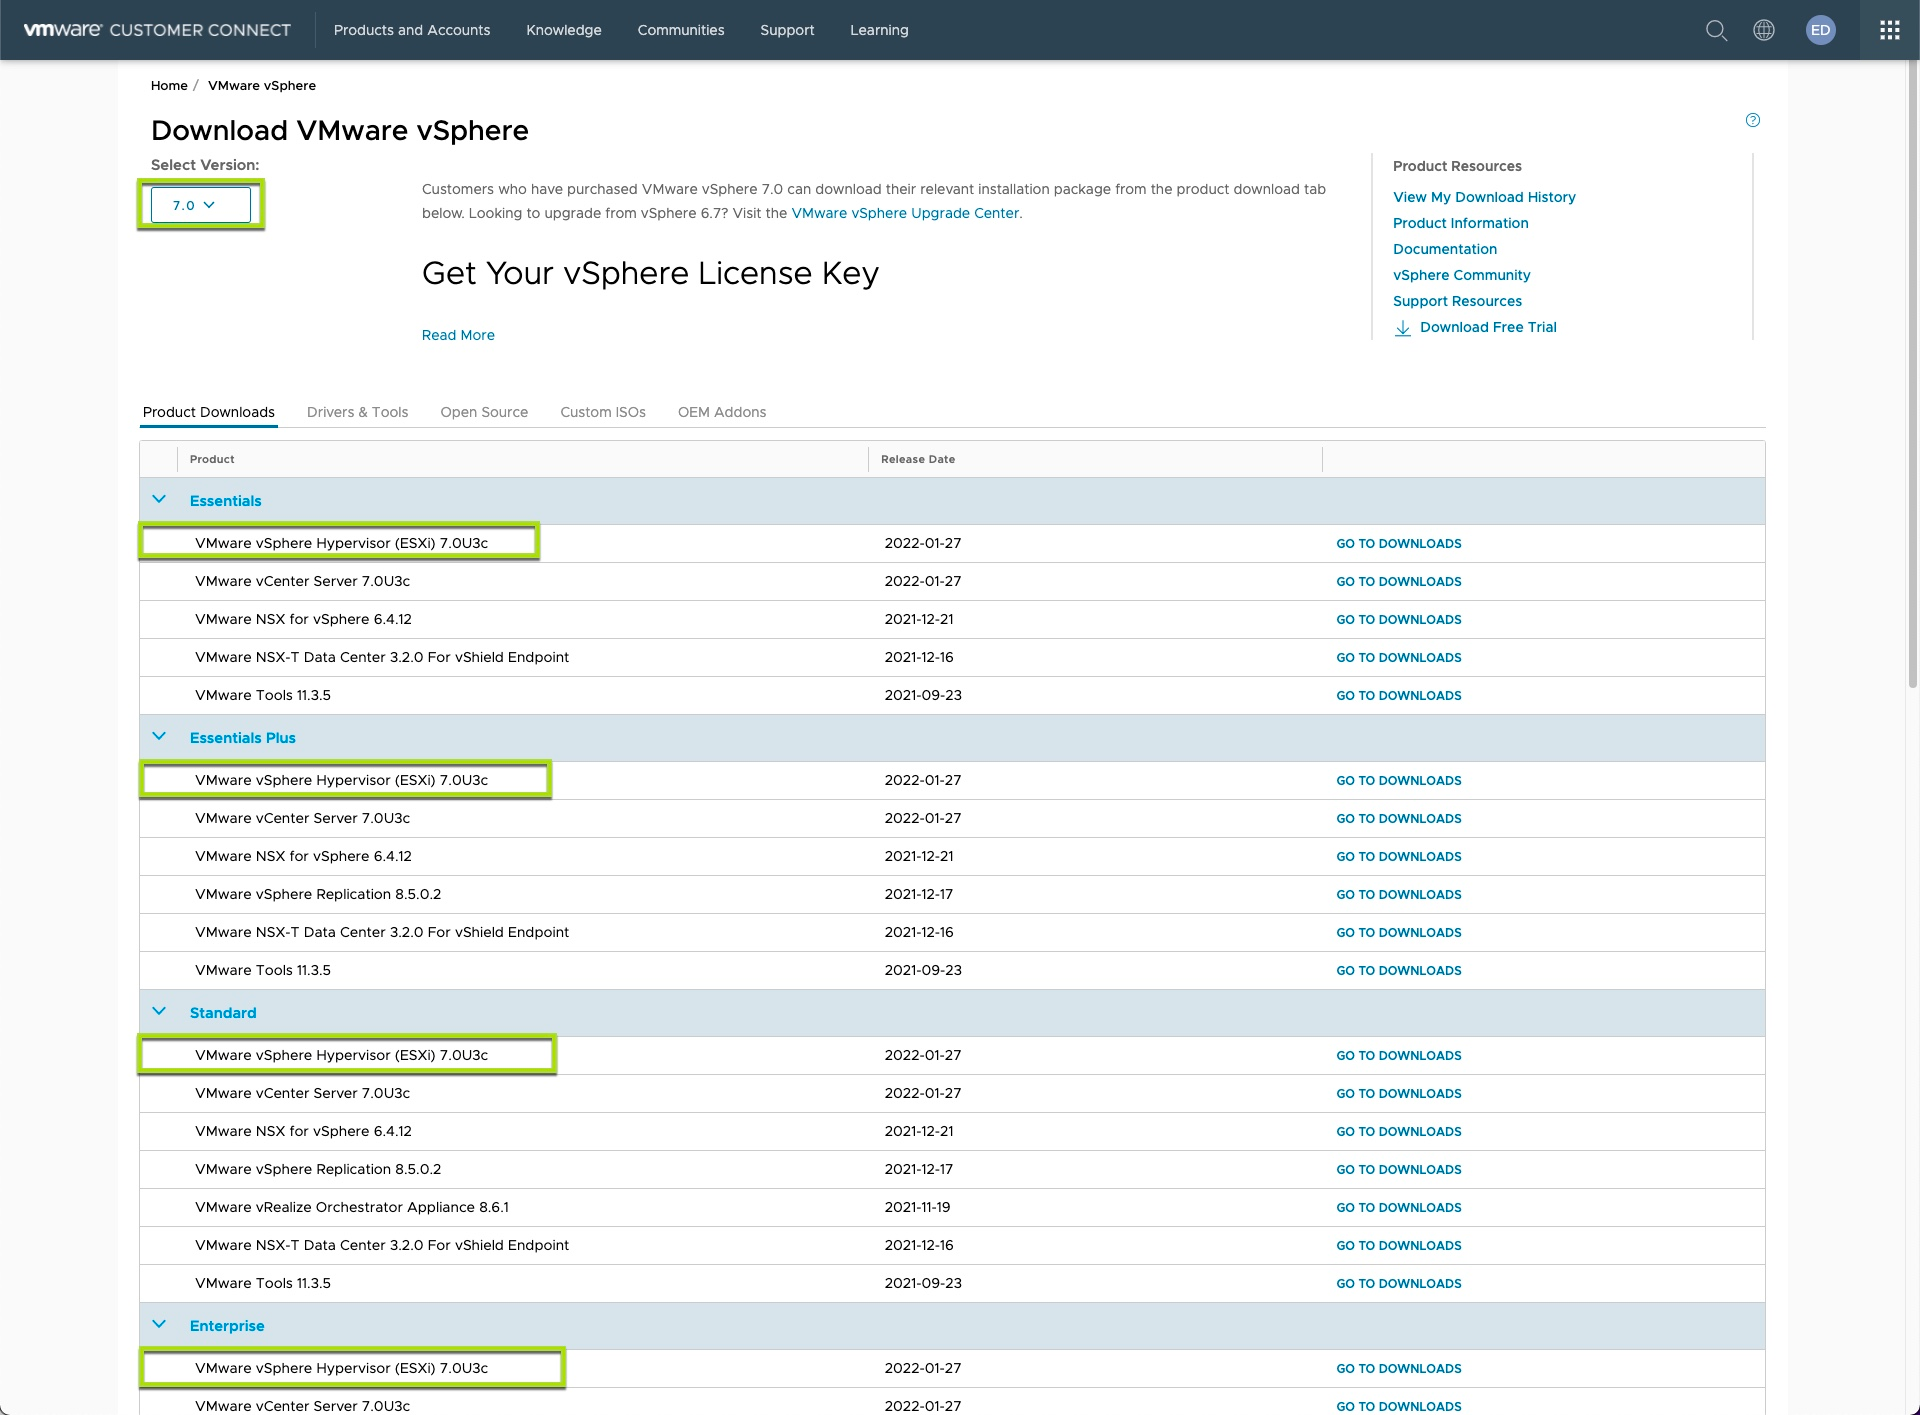 vmware® CUSTOMER CONNECT Products and Accounts Knowledge Communities Support Learning ED
Home / VMware vSphere
Download VMware vSphere
Select Version:
7.0
Customers who have purchased VMware vSphere 7.0 can download their relevant installation package from the product download tab
below. Looking to upgrade from vSphere 6.7? Visit the VMware vSphere Upgrade Center.
Get Your vSphere License Key
Read More
Product Resources
View My Download History
Product Information
Documentation
vSphere Community
Support Resources
Download Free Trial
Product Downloads Drivers & Tools Open Source Custom ISOs OEM Addons
Product Release Date
Essentials
VMware vSphere Hypervisor (ESXi) 7.0U3c 2022-01-27 GO TO DOWNLOADS
VMware vCenter Server 7.0U3c 2022-01-27 GO TO DOWNLOADS
VMware NSX for vSphere 6.4.12 2021-12-21 GO TO DOWNLOADS
VMware NSX-T Data Center 3.2.0 For vShield Endpoint 2021-12-16 GO TO DOWNLOADS
VMware Tools 11.3.5 2021-09-23 GO TO DOWNLOADS
Essentials Plus
VMware vSphere Hypervisor (ESXi) 7.0U3c 2022-01-27 GO TO DOWNLOADS
VMware vCenter Server 7.0U3c 2022-01-27 GO TO DOWNLOADS
VMware NSX for vSphere 6.4.12 2021-12-21 GO TO DOWNLOADS
VMware vSphere Replication 8.5.0.2 2021-12-17 GO TO DOWNLOADS
VMware NSX-T Data Center 3.2.0 For vShield Endpoint 2021-12-16 GO TO DOWNLOADS
VMware Tools 11.3.5 2021-09-23 GO TO DOWNLOADS
Standard
VMware vSphere Hypervisor (ESXi) 7.0U3c 2022-01-27 GO TO DOWNLOADS
VMware vCenter Server 7.0U3c 2022-01-27 GO TO DOWNLOADS
VMware NSX for vSphere 6.4.12 2021-12-21 GO TO DOWNLOADS
VMware vSphere Replication 8.5.0.2 2021-12-17 GO TO DOWNLOADS
VMware vRealize Orchestrator Appliance 8.6.1 2021-11-19 GO TO DOWNLOADS
VMware NSX-T Data Center 3.2.0 For vShield Endpoint 2021-12-16 GO TO DOWNLOADS
VMware Tools 11.3.5 2021-09-23 GO TO DOWNLOADS
Enterprise
VMware vSphere Hypervisor (ESXi) 7.0U3c 2022-01-27 GO TO DOWNLOADS
VMware vCenter Server 7.0U3c 2022-01-27 GO TO DOWNLOADS